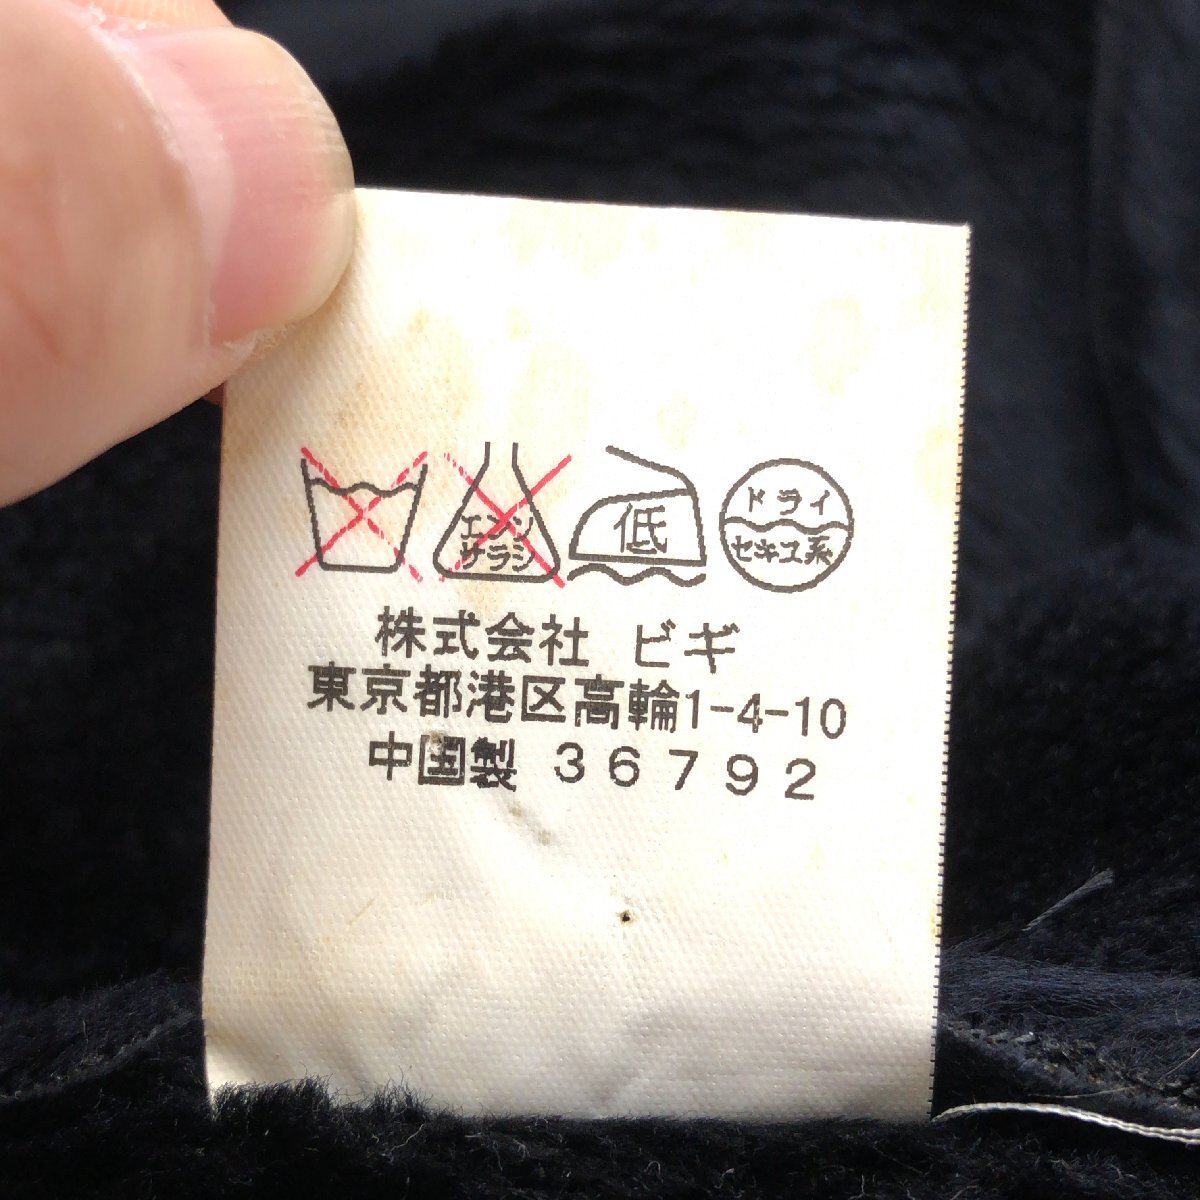 エンソ
サラシ
低
ドライ
セキユ系
株式会社 ビギ
東京都港区高輪1-4-10
中国製 36792